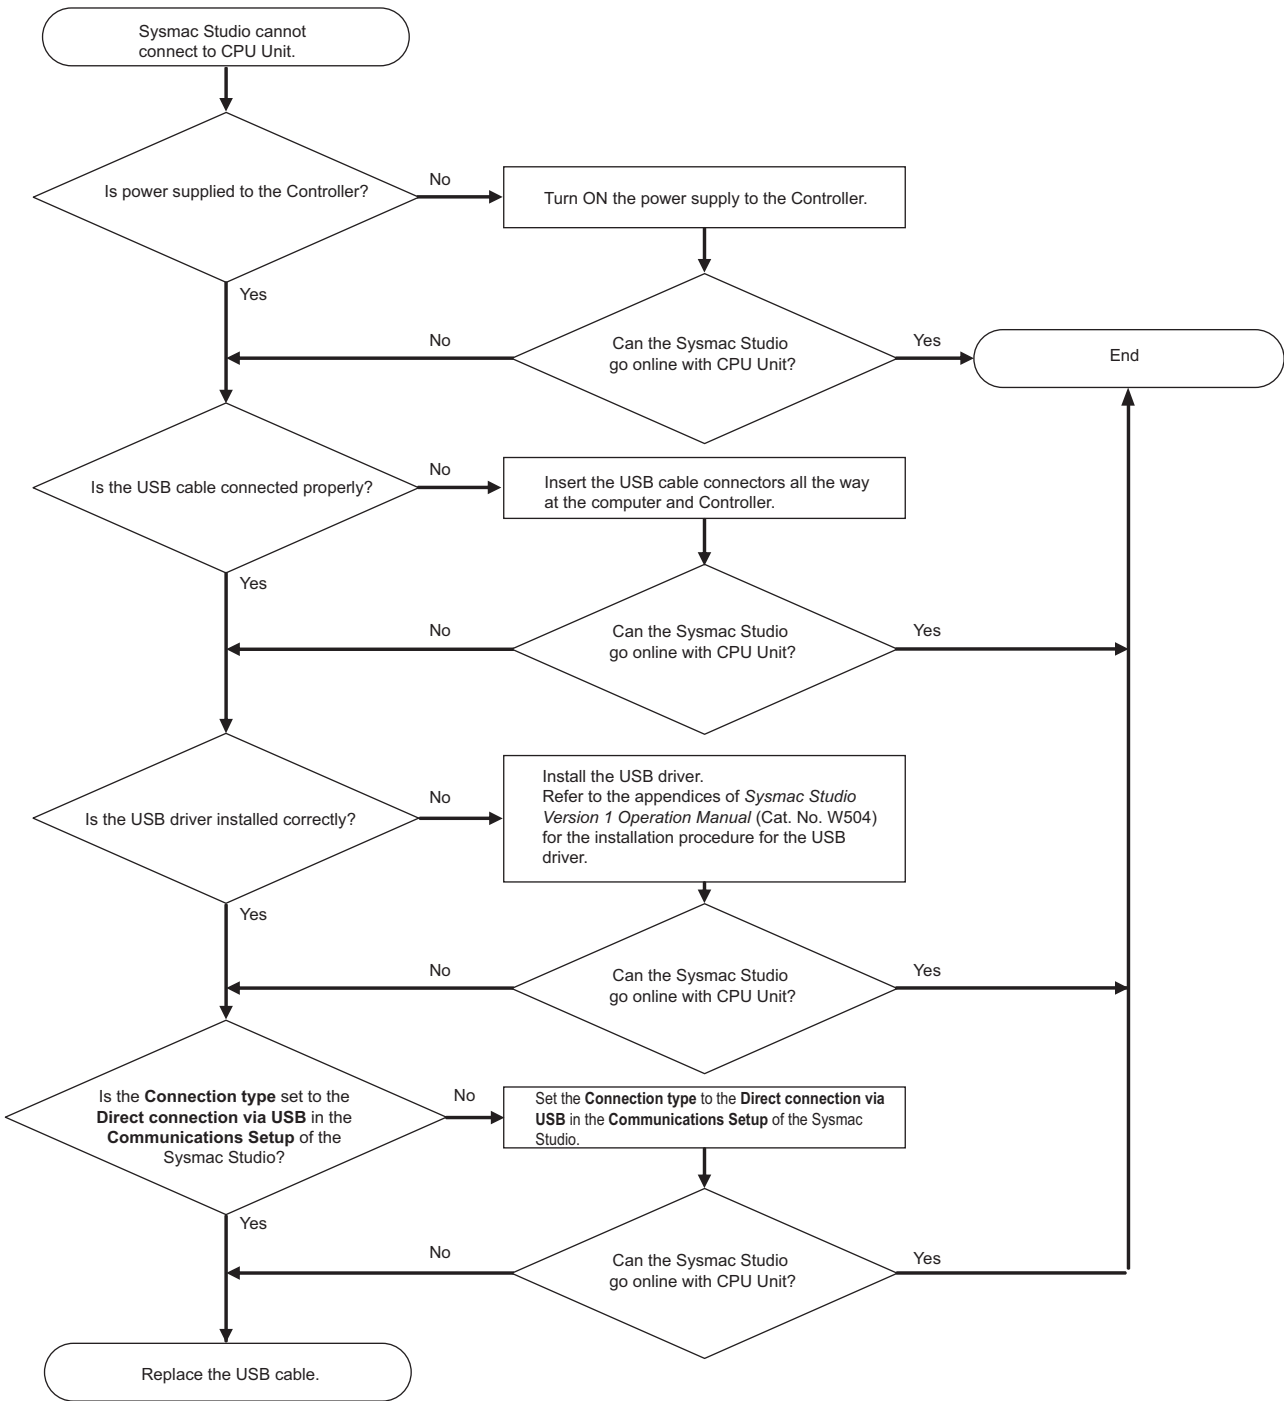 Sysmac Studio cannot
connect to CPU Unit.
Is power supplied to the Controller?
No
Turn ON the power supply to the Controller.
Yes
Can the Sysmac Studio
go online with CPU Unit?
No
Yes
End
Is the USB cable connected properly?
No
Insert the USB cable connectors all the way
at the computer and Controller.
Yes
Can the Sysmac Studio
go online with CPU Unit?
No
Yes
Is the USB driver installed correctly?
No
Install the USB driver.
Refer to the appendices of Sysmac Studio
Version 1 Operation Manual (Cat. No. W504)
for the installation procedure for the USB
driver.
Yes
Can the Sysmac Studio
go online with CPU Unit?
No
Yes
Is the Connection type set to the
Direct connection via USB in the
Communications Setup of the
Sysmac Studio?
No
Set the Connection type to the Direct connection via
USB in the Communications Setup of the Sysmac
Studio.
Yes
Can the Sysmac Studio
go online with CPU Unit?
No
Yes
Replace the USB cable.